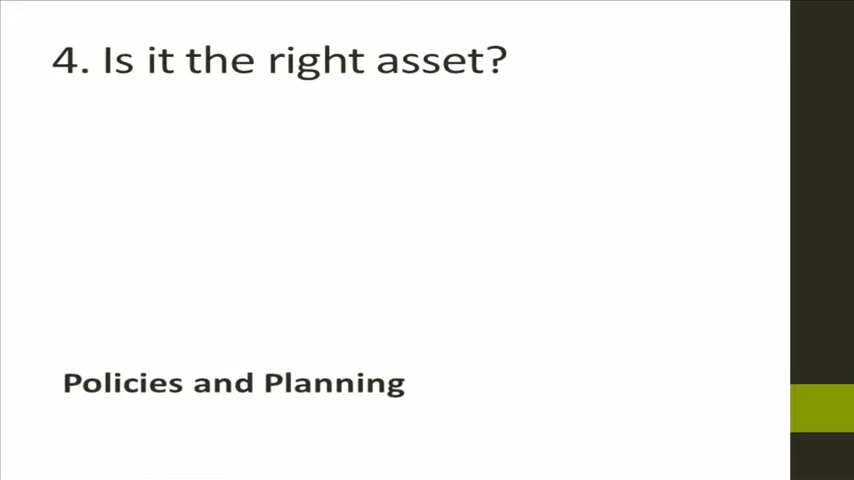 4. Is it the right asset?
Policies and Planning